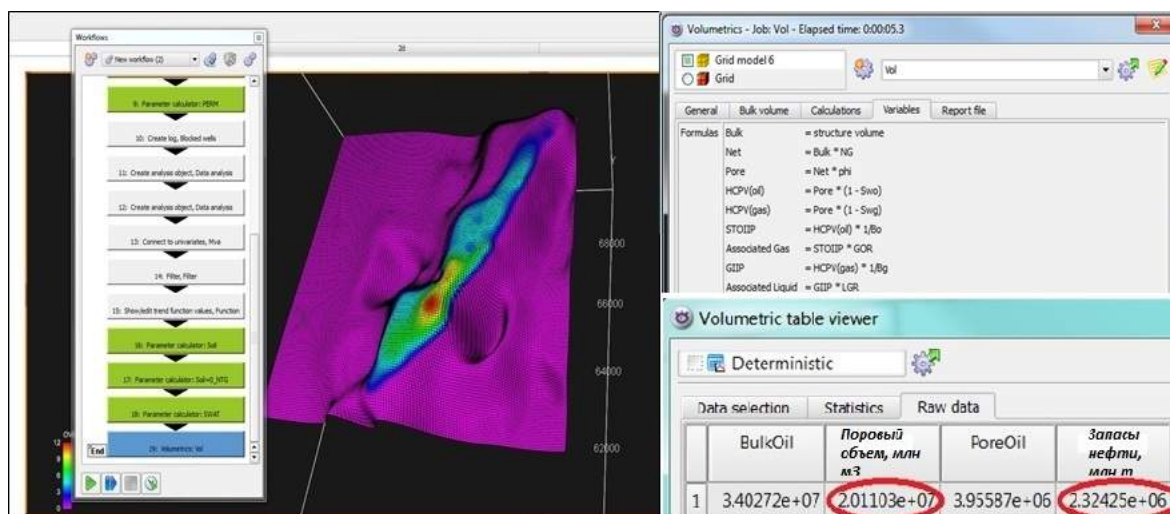 Workflows
New workflow (2)
9: Parameter calculator: PERM
10: Create log, Blocked wells
11: Create analysis object, Data analysis
12: Create analysis object, Data analysis
13: Connect to univariates, Mva
14: Filter, Filter
15: Show/edit trend function values, Function
16: Parameter calculator: Soil
17: Parameter calculator: Soil=0_NTG
18: Parameter calculator: SWAT
End
19: Volumetrics: Vol
12
9
6
3
0
68000
66000
64000
62000
Volumetrics - Job: Vol - Elapsed time: 0:00:05.3
Grid model 6
Grid
Vol
General Bulk volume Calculations Variables Report file
Formulas Bulk = structure volume
Net = Bulk * NG
Pore = Net * phi
HCPV(oil) = Pore * (1 - Swo)
HCPV(gas) = Pore * (1 - Swg)
STOIIP = HCPV(oil) * 1/Bo
Associated Gas = STOIIP * GOR
GIIP = HCPV(gas) * 1/Bg
Associated Liquid = GIIP * LGR
Volumetric table viewer
Deterministic
Data selection Statistics Raw data
BulkOil Поровый объем, млн м3 PoreOil Запасы нефти, млн т
1 3.40272e+07 2.01103e+07 3.95587e+06 2.32425e+06